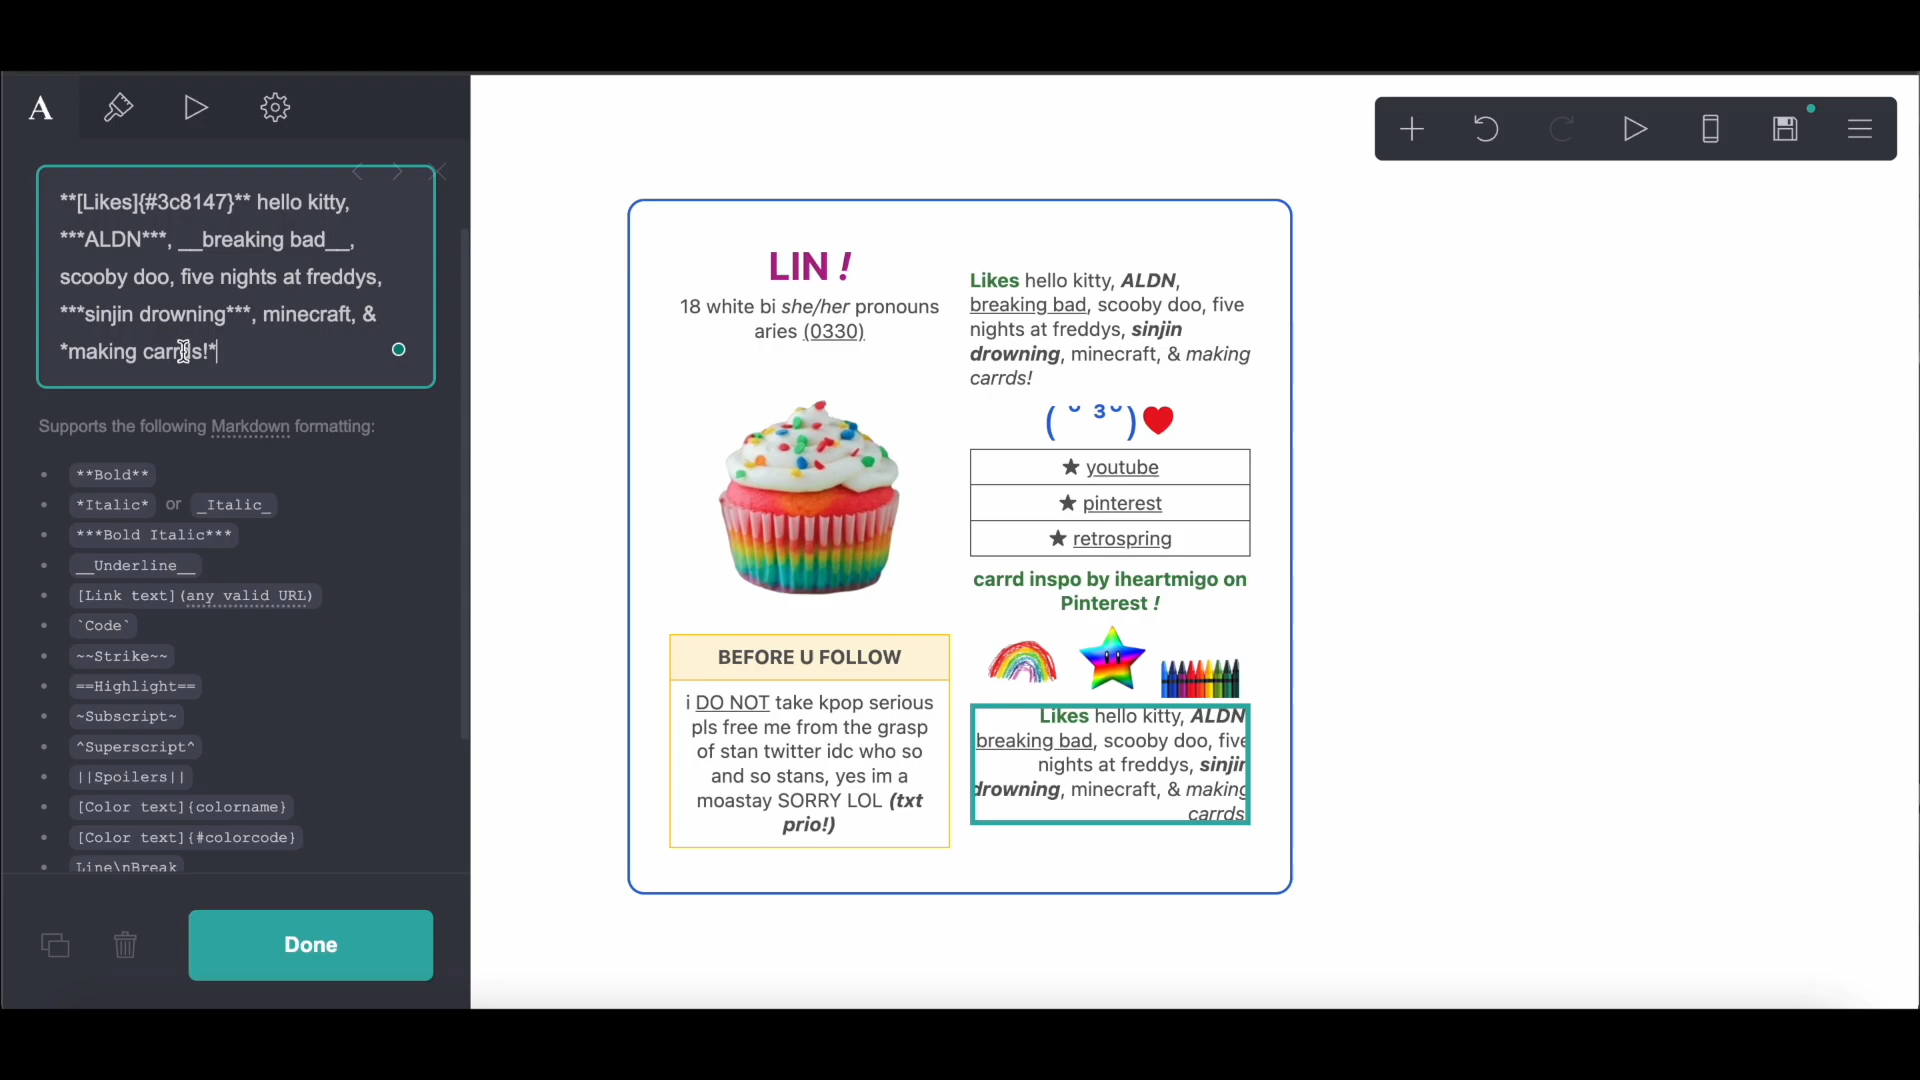 A
**[Likes]{#3c8147}** hello kitty,
***ALDN***, __breaking bad__,
scooby doo, five nights at freddys,
***sinjin drowning***, minecraft, &
*making carrds!*
Supports the following Markdown formatting:
**Bold**
*Italic* or _Italic_
***Bold Italic***
__Underline__
[Link text](any valid URL)
`Code`
~~Strike~~
==Highlight==
~Subscript~
^Superscript^
||Spoilers||
[Color text]{colorname}
[Color text]{#colorcode}
Line\nBreak
Done
LIN !
18 white bi she/her pronouns
aries (0330)
BEFORE U FOLLOW
i DO NOT take kpop serious
pls free me from the grasp
of stan twitter idc who so
and so stans, yes im a
moastay SORRY LOL (txt
prio!)
Likes hello kitty, ALDN,
breaking bad, scooby doo, five
nights at freddys, sinjin
drowning, minecraft, & making
carrds!
( ˘ ³˘)❤
★ youtube
★ pinterest
★ retrospring
carrd inspo by iheartmigo on
Pinterest !
Likes hello kitty, ALDN
breaking bad, scooby doo, five
nights at freddys, sinjin
drowning, minecraft, & making
carrds